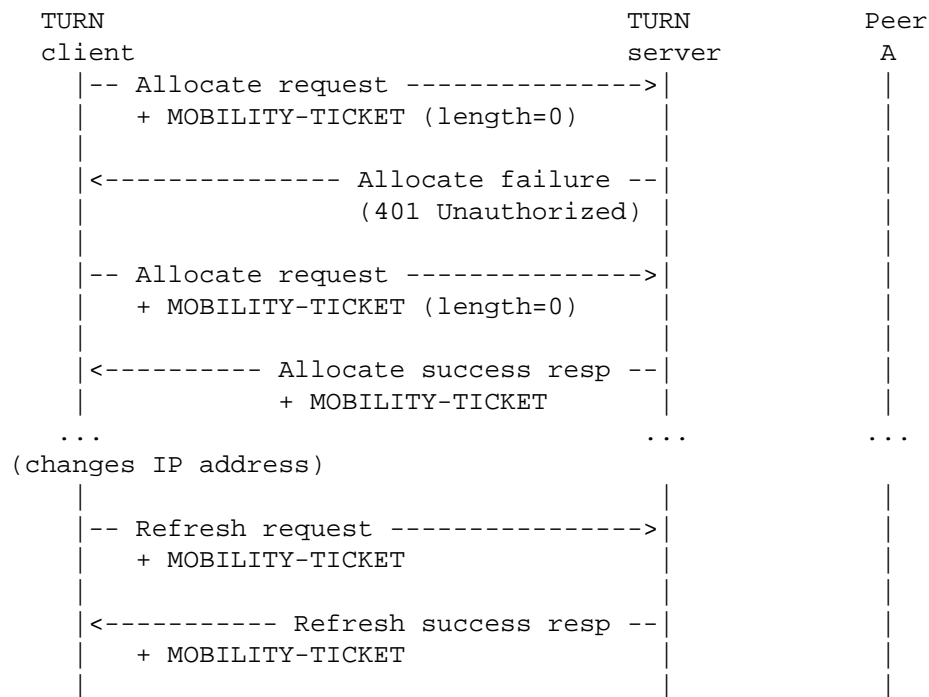 TURN TURN Peer
client server A
|-- Allocate request --------------->| |
| + MOBILITY-TICKET (length=0) | |
| | |
|<--------------- Allocate failure --| |
| (401 Unauthorized) | |
| | |
|-- Allocate request --------------->| |
| + MOBILITY-TICKET (length=0) | |
| | |
|<---------- Allocate success resp --| |
| + MOBILITY-TICKET | |
... ... ...
(changes IP address)
| | |
|-- Refresh request ---------------->| |
| + MOBILITY-TICKET | |
| | |
|<----------- Refresh success resp --| |
| + MOBILITY-TICKET | |
| | |